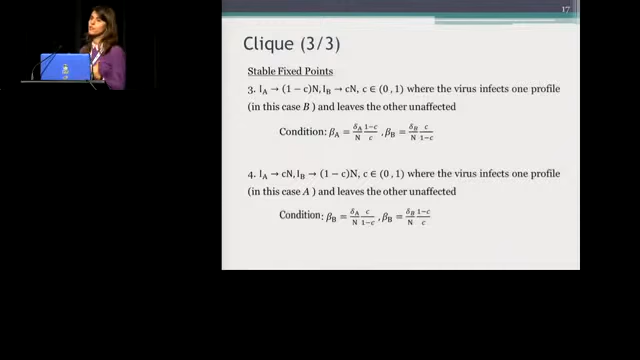 17
Clique (3/3)
Stable Fixed Points
3. I_A → (1 − c)N, I_B → cN, c ∈ (0 , 1) where the virus infects one profile
(in this case B ) and leaves the other unaffected
Condition: β_A = δ_A/N 1−c/c , β_B = δ_B/N c/1−c
4. I_A → cN, I_B → (1 − c)N, c ∈ (0, 1) where the virus infects one profile
(in this case A ) and leaves the other unaffected
Condition: β_B = δ_A/N c/1−c , β_B = δ_B/N 1−c/c